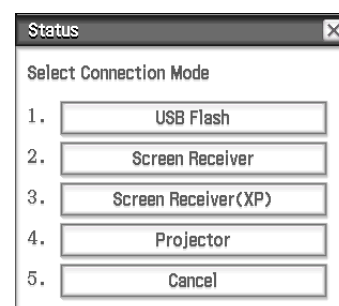 Status
Select Connection Mode
1. USB Flash
2. Screen Receiver
3. Screen Receiver(XP)
4. Projector
5. Cancel